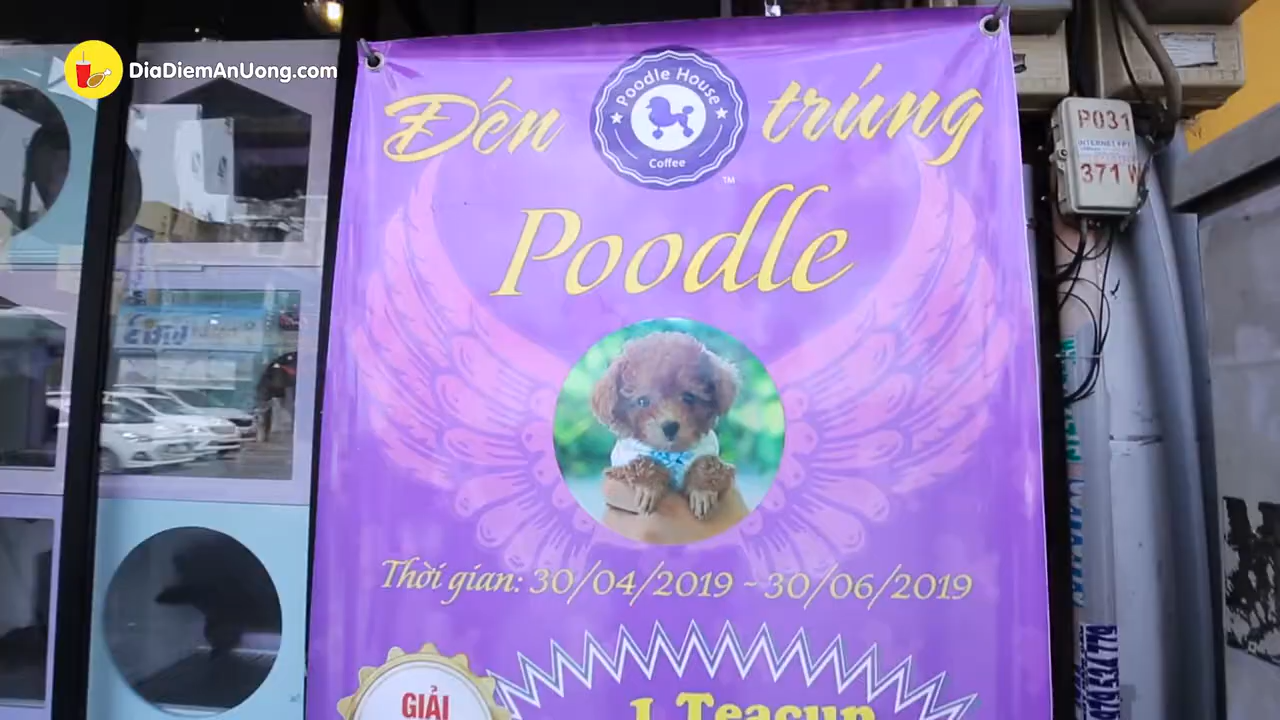 DiaDiemAnUong.com
Đến
Poodle House
Coffee
TM
trúng
Poodle
Thời gian: 30/04/2019 - 30/06/2019
GIẢI
1 Teacup
P031
INTERNET FPT
371